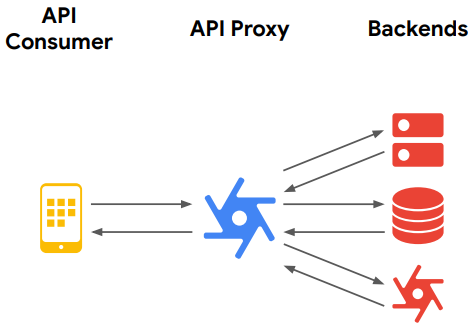 API
Consumer
API Proxy
Backends